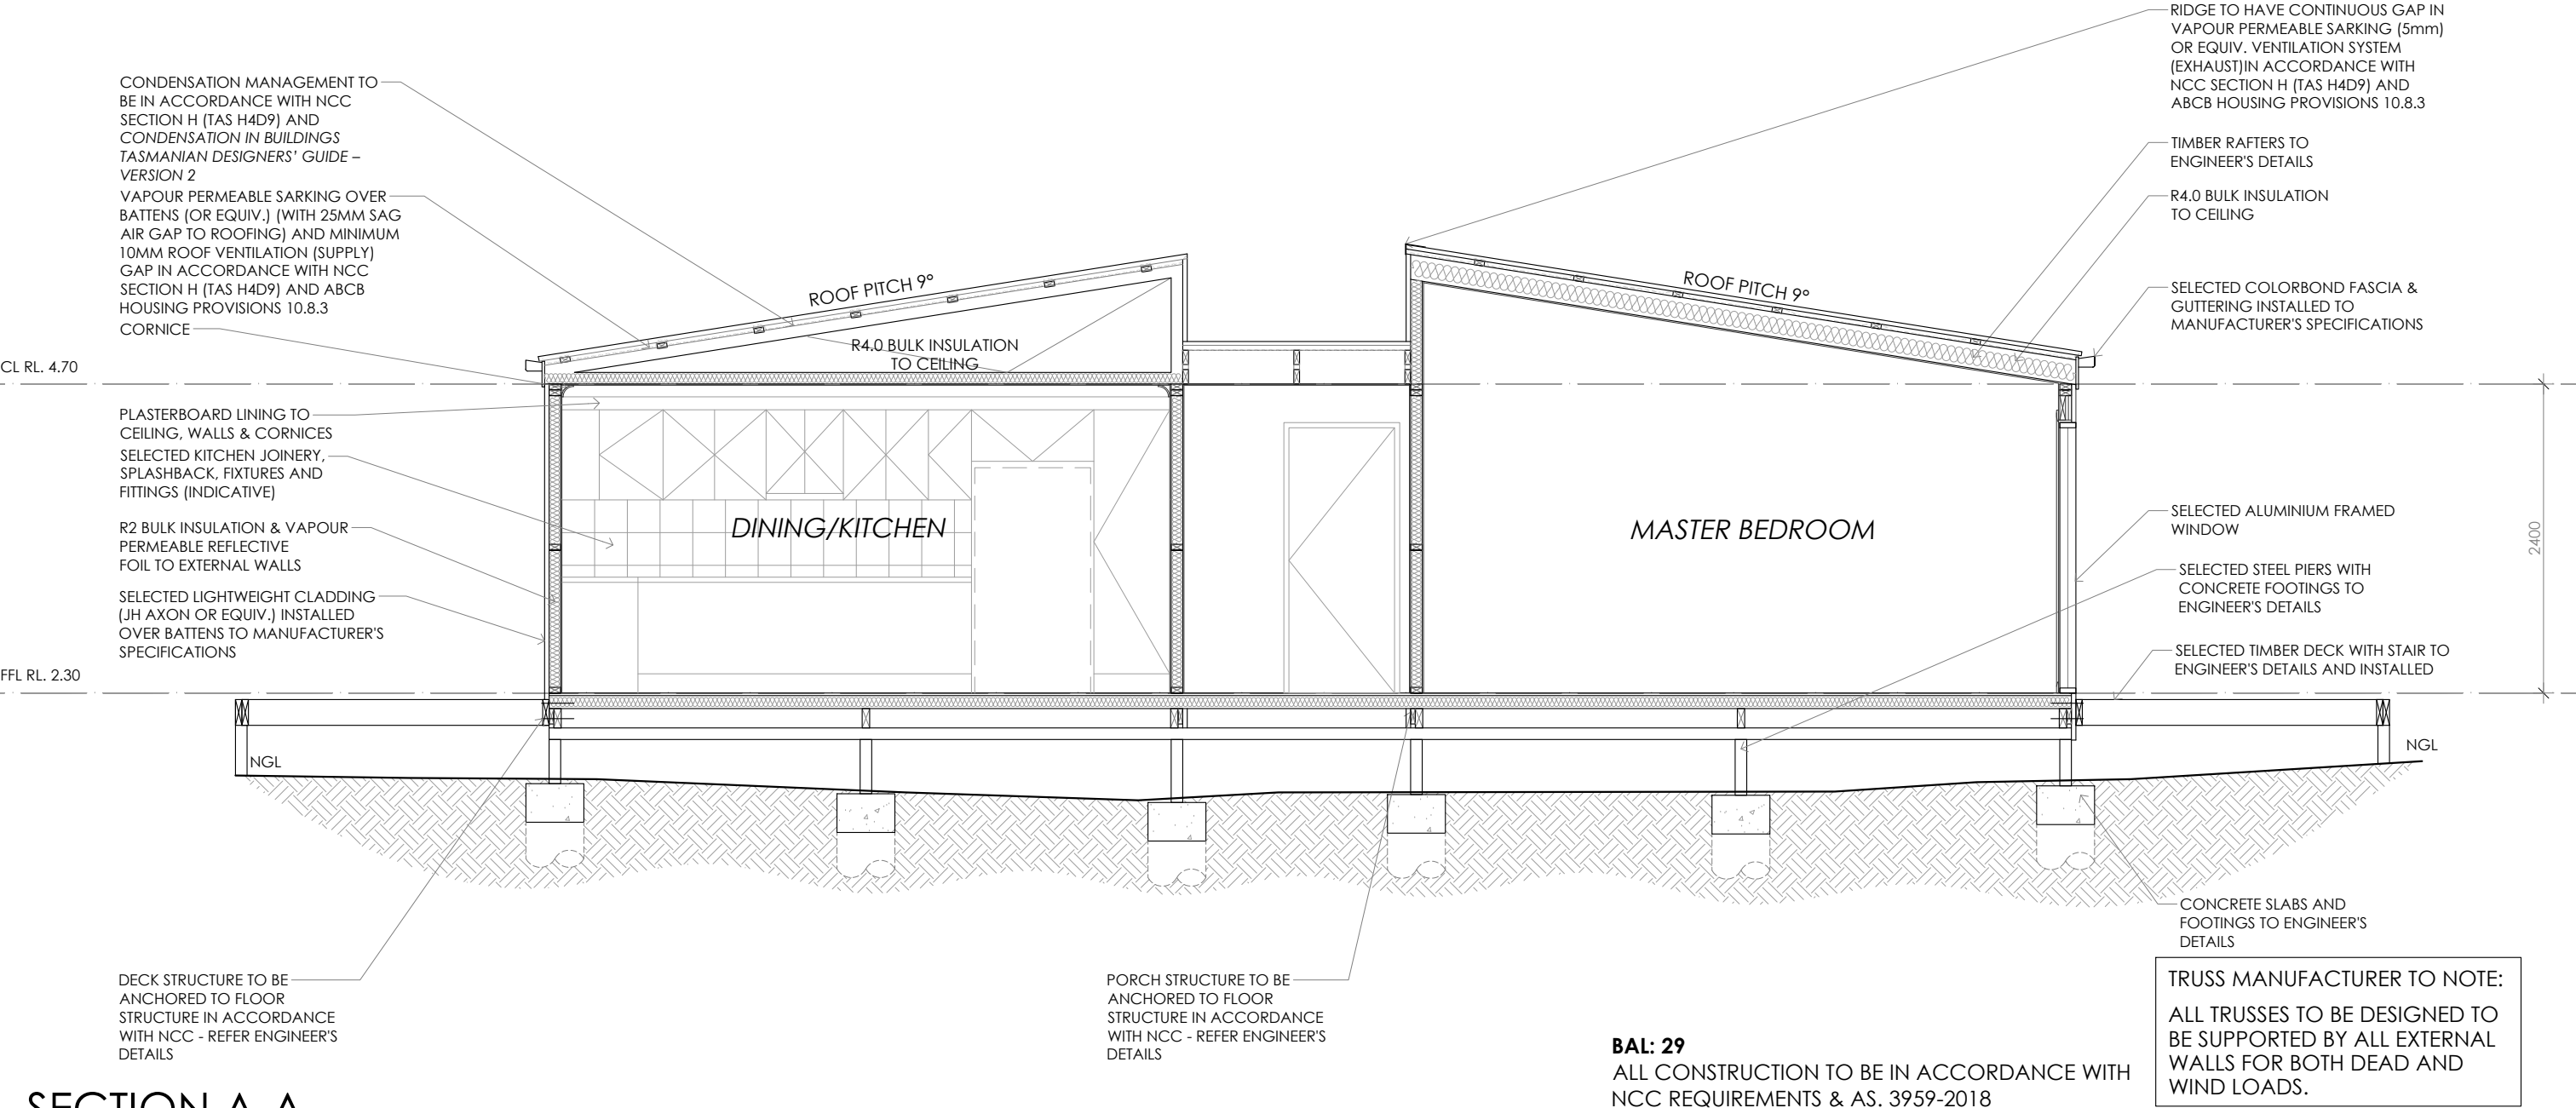 CONDENSATION MANAGEMENT TO
BE IN ACCORDANCE WITH NCC
SECTION H (TAS H4D9) AND
CONDENSATION IN BUILDINGS
TASMANIAN DESIGNERS' GUIDE –
VERSION 2
VAPOUR PERMEABLE SARKING OVER
BATTENS (OR EQUIV.) (WITH 25MM SAG
AIR GAP TO ROOFING) AND MINIMUM
10MM ROOF VENTILATION (SUPPLY)
GAP IN ACCORDANCE WITH NCC
SECTION H (TAS H4D9) AND ABCB
HOUSING PROVISIONS 10.8.3
CORNICE
CL RL. 4.70
PLASTERBOARD LINING TO
CEILING, WALLS & CORNICES
SELECTED KITCHEN JOINERY,
SPLASHBACK, FIXTURES AND
FITTINGS (INDICATIVE)
R2 BULK INSULATION & VAPOUR
PERMEABLE REFLECTIVE
FOIL TO EXTERNAL WALLS
SELECTED LIGHTWEIGHT CLADDING
(JH AXON OR EQUIV.) INSTALLED
OVER BATTENS TO MANUFACTURER'S
SPECIFICATIONS
FFL RL. 2.30
NGL
ROOF PITCH 9°
R4.0 BULK INSULATION
TO CEILING
DINING/KITCHEN
ROOF PITCH 9°
MASTER BEDROOM
RIDGE TO HAVE CONTINUOUS GAP IN
VAPOUR PERMEABLE SARKING (5mm)
OR EQUIV. VENTILATION SYSTEM
(EXHAUST)IN ACCORDANCE WITH
NCC SECTION H (TAS H4D9) AND
ABCB HOUSING PROVISIONS 10.8.3
TIMBER RAFTERS TO
ENGINEER'S DETAILS
R4.0 BULK INSULATION
TO CEILING
SELECTED COLORBOND FASCIA &
GUTTERING INSTALLED TO
MANUFACTURER'S SPECIFICATIONS
SELECTED ALUMINIUM FRAMED
WINDOW
2400
SELECTED STEEL PIERS WITH
CONCRETE FOOTINGS TO
ENGINEER'S DETAILS
SELECTED TIMBER DECK WITH STAIR TO
ENGINEER'S DETAILS AND INSTALLED
NGL
CONCRETE SLABS AND
FOOTINGS TO ENGINEER'S
DETAILS
DECK STRUCTURE TO BE
ANCHORED TO FLOOR
STRUCTURE IN ACCORDANCE
WITH NCC - REFER ENGINEER'S
DETAILS
PORCH STRUCTURE TO BE
ANCHORED TO FLOOR
STRUCTURE IN ACCORDANCE
WITH NCC - REFER ENGINEER'S
DETAILS
BAL: 29
ALL CONSTRUCTION TO BE IN ACCORDANCE WITH
NCC REQUIREMENTS & AS. 3959-2018
TRUSS MANUFACTURER TO NOTE:
ALL TRUSSES TO BE DESIGNED TO
BE SUPPORTED BY ALL EXTERNAL
WALLS FOR BOTH DEAD AND
WIND LOADS.
SECTION A-A